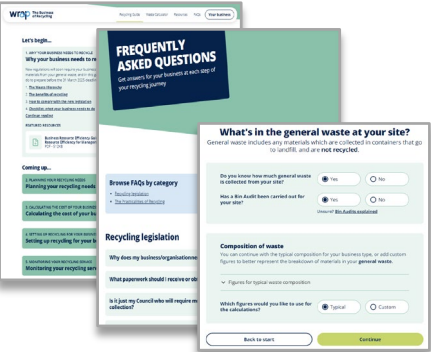 wrap The Business of Recycling
Recycling Guide Needs Calculator Resources FAQs Your business
Let's begin...
1. WHY YOUR BUSINESS NEEDS TO RECYCLE
Why your business needs to re
The Waste Hierarchy
The benefits of recycling
Continue reading
FEATURED RESOURCES
Coming up...
2. PLANNING YOUR RECYCLING NEEDS
Planning your recycling needs
3. CALCULATING THE COST OF YOUR BUSINESS
Calculating the cost of your bu
4. SETTING UP RECYCLING FOR YOUR
Setting up recycling for your b
5. MONITORING YOUR RECYCLING SERVICE
Monitoring your recycling serv
FREQUENTLY
ASKED QUESTIONS
Get answers for your business at each step of
your recycling journey
Browse FAQs by category
Recycling legislation
The Practicalities of Recycling
Recycling legislation
Why does my business/organisation ne
What paperwork should I receive or ob
Is it just my Council who will require m
collection?
What's in the general waste at your site?
General waste includes any materials which are collected in containers that go
to landfill, and are not recycled.
Do you know how much general waste
is collected from your site?
Yes
No
Has a Bin Audit been carried out for
your site?
Yes
No
Unsure? Bin Audits explained
Composition of waste
You can continue with the typical composition for your business type, or add custom
figures to better represent the breakdown of materials in your general waste.
Figures for typical waste composition
Which figures would you like to use for
the calculations?
Typical
Custom
Back to start
Continue